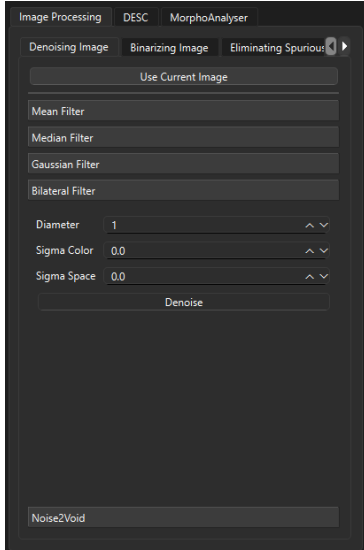 Image Processing DESC MorphoAnalyser
Denoising Image Binarizing Image Eliminating Spurious
Use Current Image
Mean Filter
Median Filter
Gaussian Filter
Bilateral Filter
Diameter 1
Sigma Color 0.0
Sigma Space 0.0
Denoise
Noise2Void